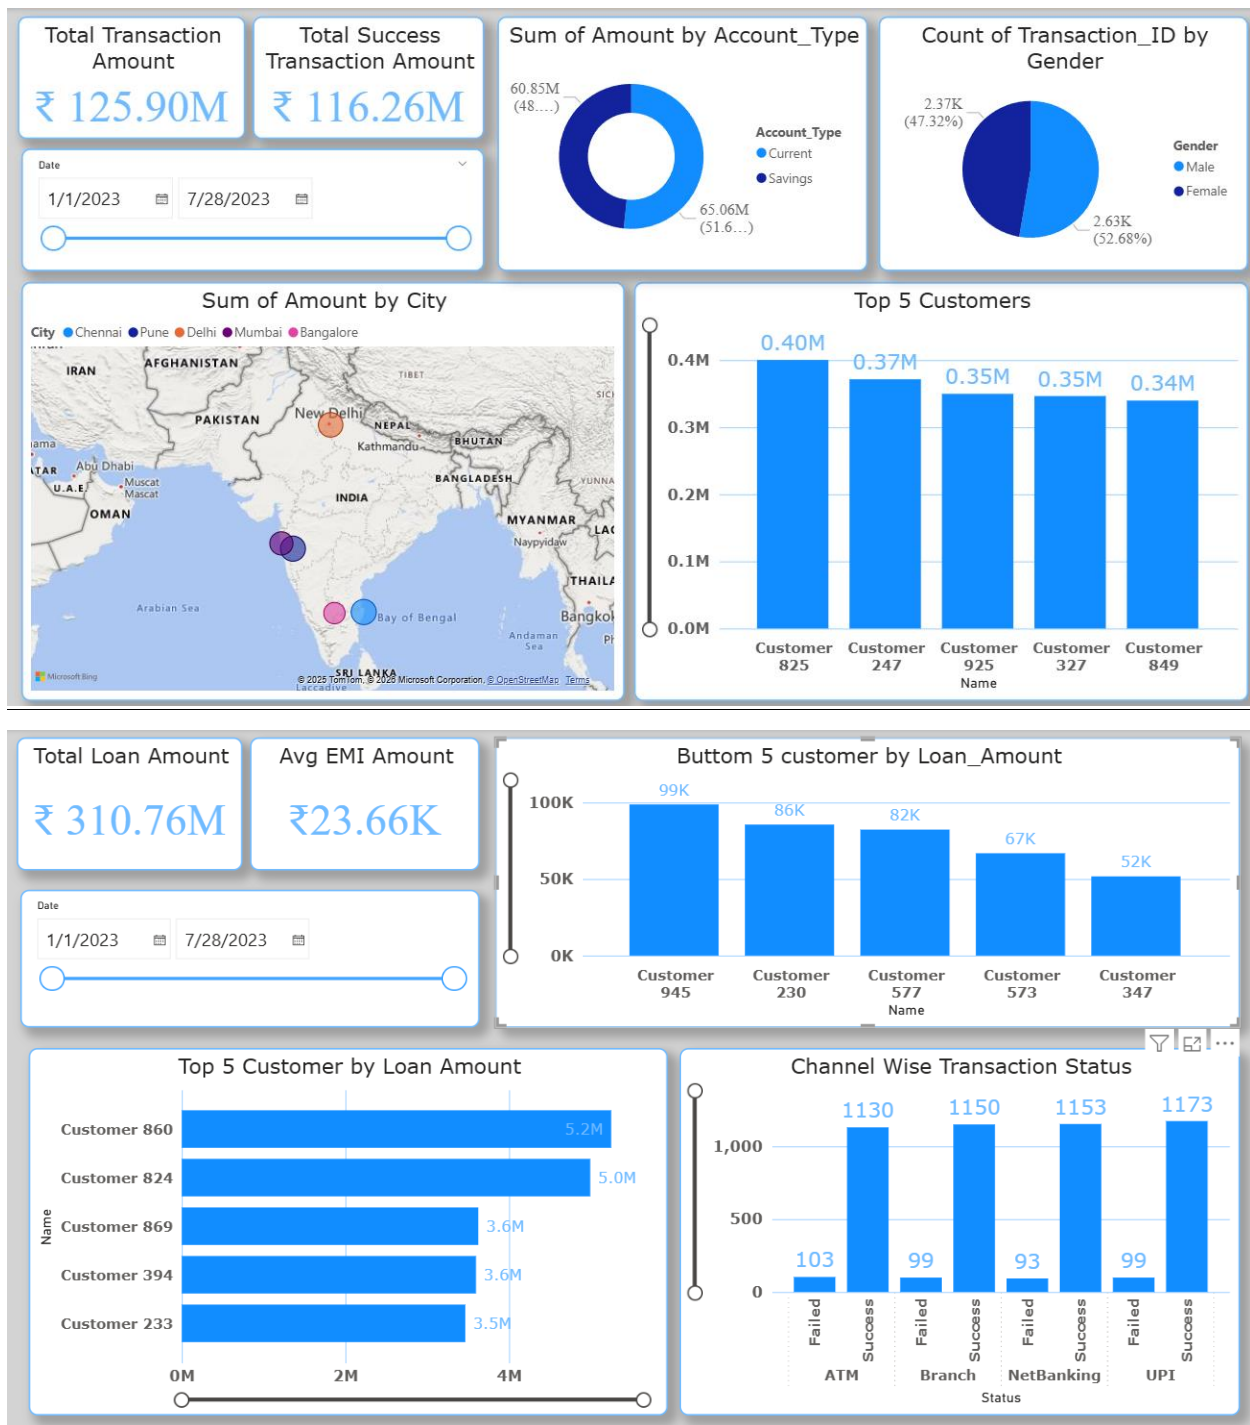 Total Transaction
Amount
₹ 125.90M
Total Success
Transaction Amount
₹ 116.26M
Date
1/1/2023
7/28/2023
Sum of Amount by Account_Type
60.85M
(48....)
65.06M
(51.6...)
Account_Type
Current
Savings
Count of Transaction_ID by
Gender
2.37K
(47.32%)
2.63K
(52.68%)
Gender
Male
Female
Sum of Amount by City
City Chennai Pune Delhi Mumbai Bangalore
IRAN
AFGHANISTAN
TIBET
PAKISTAN
New Delhi
NEPAL
Kathmandu
BHUTAN
Abu Dhabi
U.A.E.
Muscat
Mascat
OMAN
BANGLADESH
INDIA
MYANMAR
Naypyidaw
Arabian Sea
Bay of Bengal
Andaman
Sea
SRI LANKA
Laccadive
Microsoft Bing
© 2025 TomTom, © 2026 Microsoft Corporation, © OpenStreetMap Terms
Top 5 Customers
0.4M
0.3M
0.2M
0.1M
0.0M
0.40M
0.37M
0.35M
0.35M
0.34M
Customer
825
Customer
247
Customer
925
Customer
327
Customer
849
Name
Total Loan Amount
₹ 310.76M
Avg EMI Amount
₹23.66K
Date
1/1/2023
7/28/2023
Buttom 5 customer by Loan_Amount
100K
50K
0K
99K
86K
82K
67K
52K
Customer
945
Customer
230
Customer
577
Customer
573
Customer
347
Name
Top 5 Customer by Loan Amount
Name
Customer 860
5.2M
Customer 824
5.0M
Customer 869
3.6M
Customer 394
3.6M
Customer 233
3.5M
0M
2M
4M
Channel Wise Transaction Status
1,000
500
0
103
1130
99
1150
93
1153
99
1173
Failed
Success
Failed
Success
Failed
Success
Failed
Success
ATM
Branch
NetBanking
UPI
Status